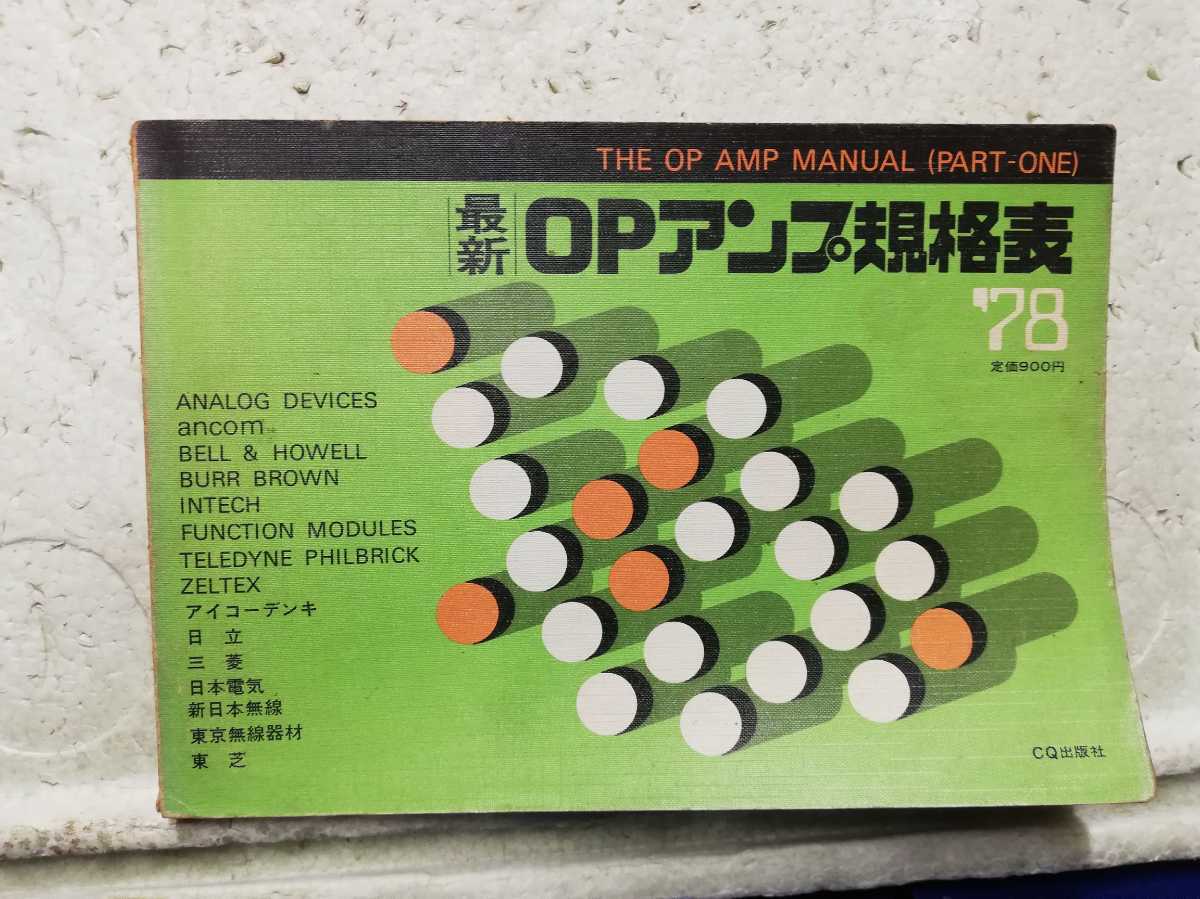 THE OP AMP MANUAL (PART-ONE)
最新 OPアンプ規格表
'78
定価900円
ANALOG DEVICES
ancom
BELL & HOWELL
BURR BROWN
INTECH
FUNCTION MODULES
TELEDYNE PHILBRICK
ZELTEX
アイコーデンキ
日立
三菱
日本電気
新日本無線
東京無線器材
東芝
CQ出版社